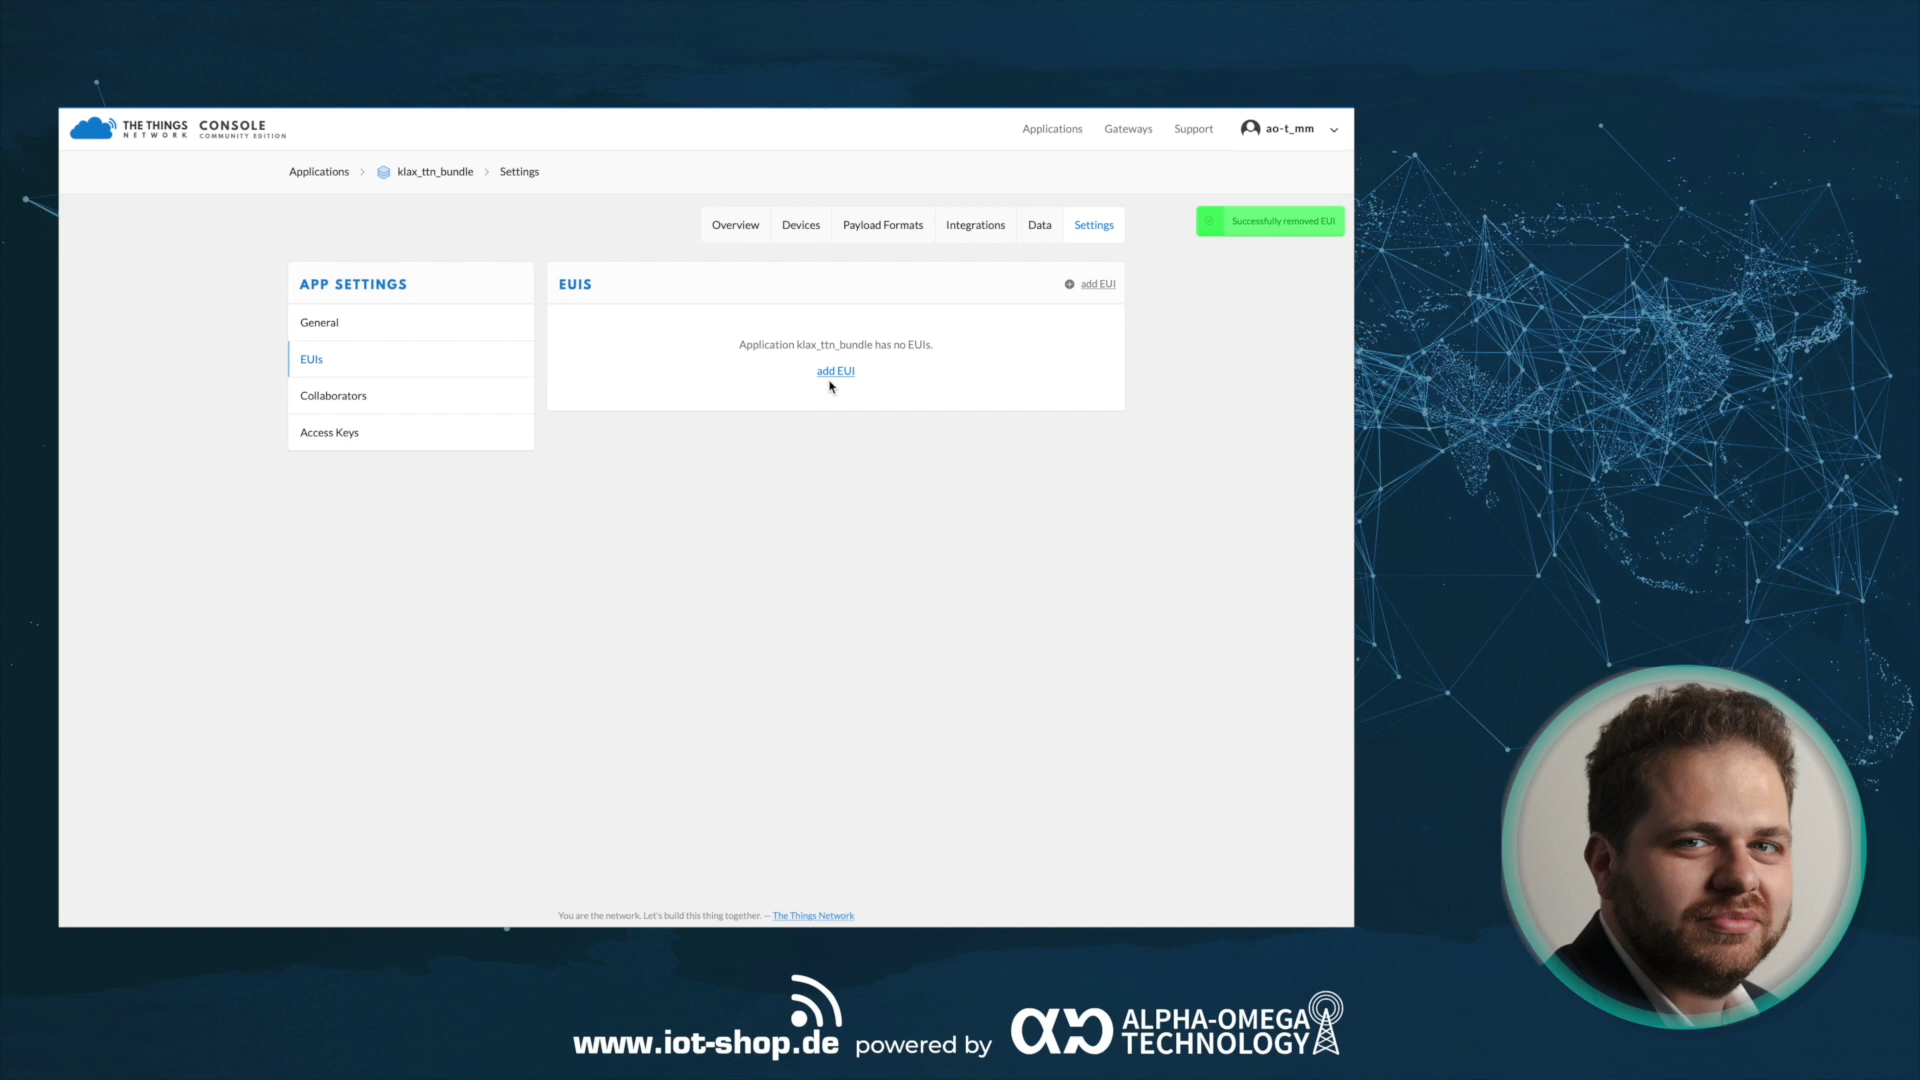 THE THINGS NETWORK CONSOLE COMMUNITY EDITION
Applications Gateways Support ao-t_mm
Applications klax_ttn_bundle Settings
Overview Devices Payload Formats Integrations Data Settings
Successfully removed EUI
APP SETTINGS
General
EUIs
Collaborators
Access Keys
EUIS
add EUI
Application klax_ttn_bundle has no EUIs.
add EUI
You are the network. Let's build this thing together. — The Things Network
www.iot-shop.de powered by
ALPHA-OMEGA
TECHNOLOGY